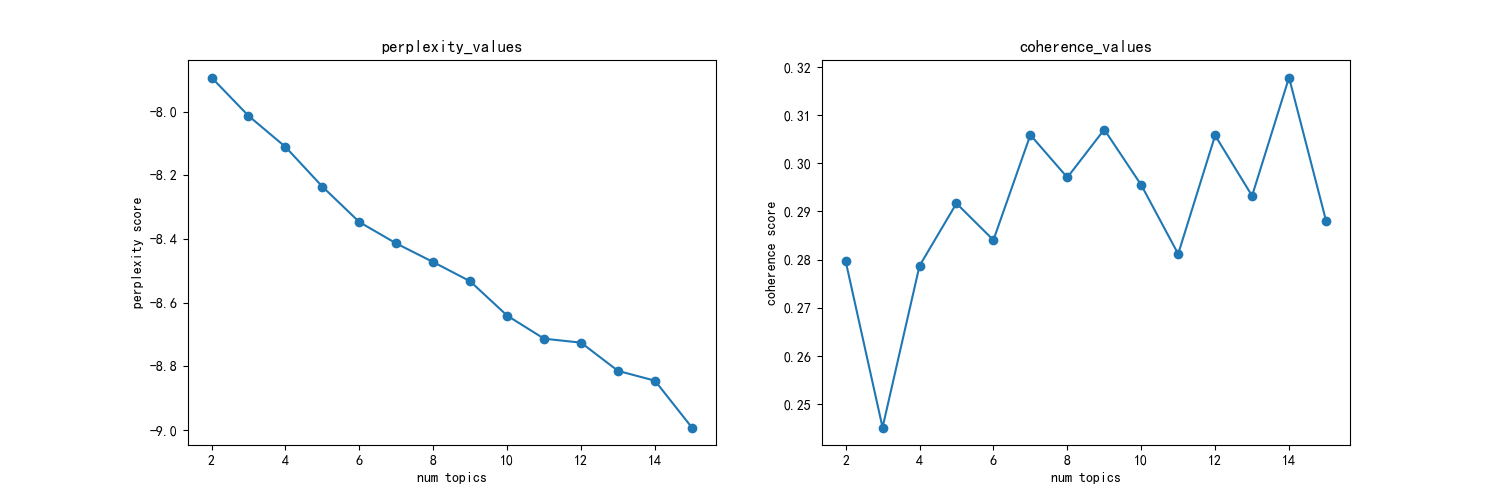 perplexity_values
perplexity score
-8.0
-8.2
-8.4
-8.6
-8.8
-9.0
2 4 6 8 10 12 14
num topics
coherence_values
coherence score
0.32
0.31
0.30
0.29
0.28
0.27
0.26
0.25
2 4 6 8 10 12 14
num topics